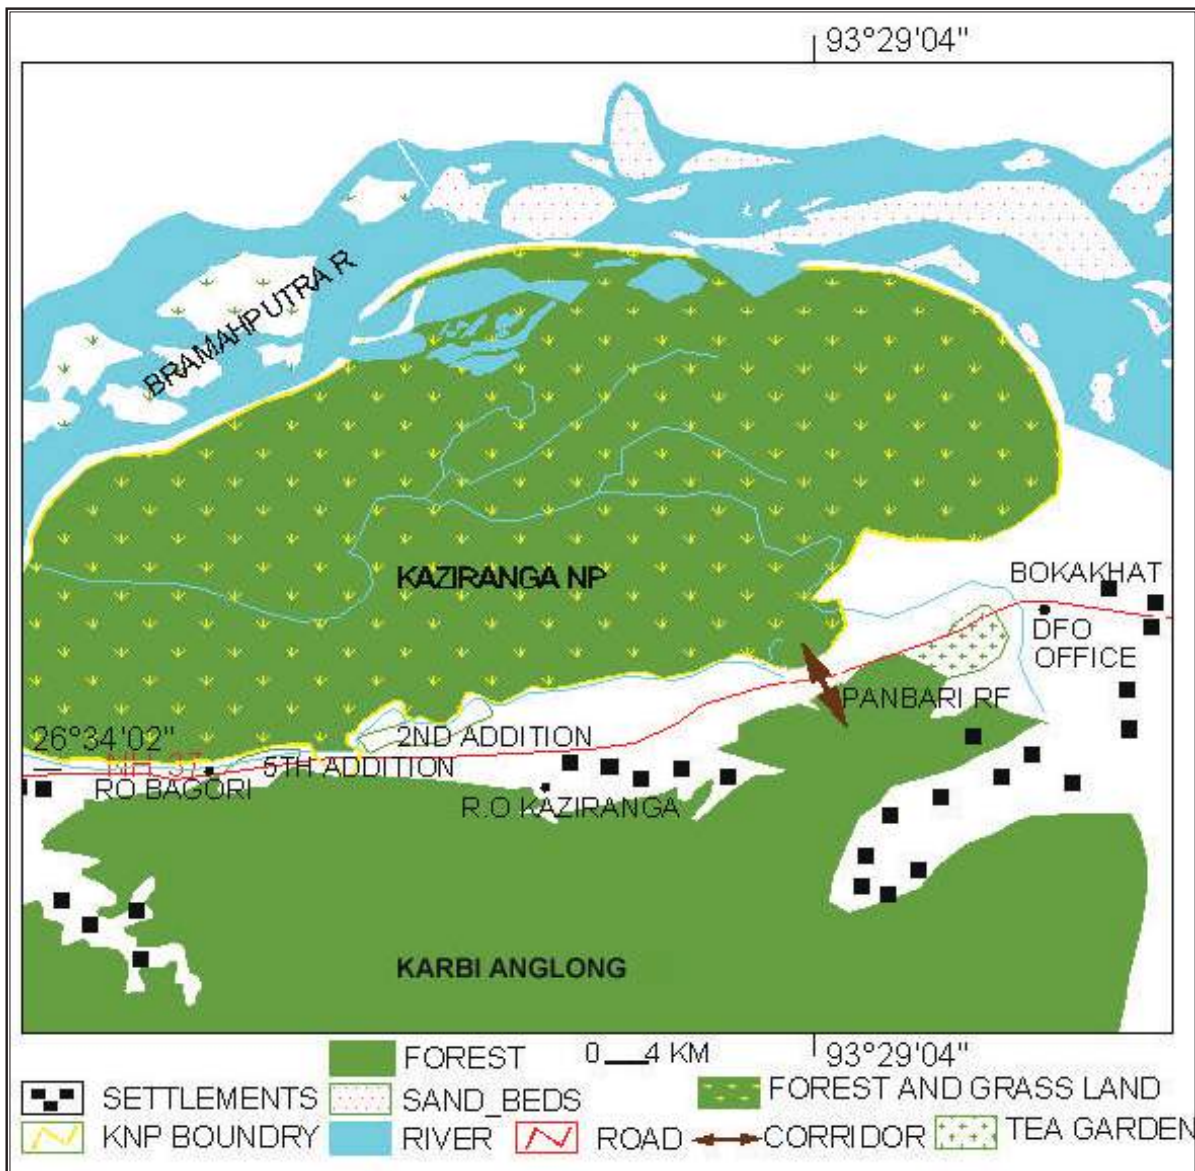 93°29'04"
BRAMAHPUTRA R
KAZIRANGA NP
BOKAKHAT
DFO
OFFICE
PANBARI RF
26°34'02"
2ND ADDITION
NH 37
5TH ADDITION
RO BAGORI
R.O KAZIRANGA
KARBI ANGLONG
FOREST
0 4 KM
93°29'04"
SETTLEMENTS
SAND_BEDS
FOREST AND GRASS LAND
KNP BOUNDRY
RIVER
ROAD
CORRIDOR
TEA GARDEN